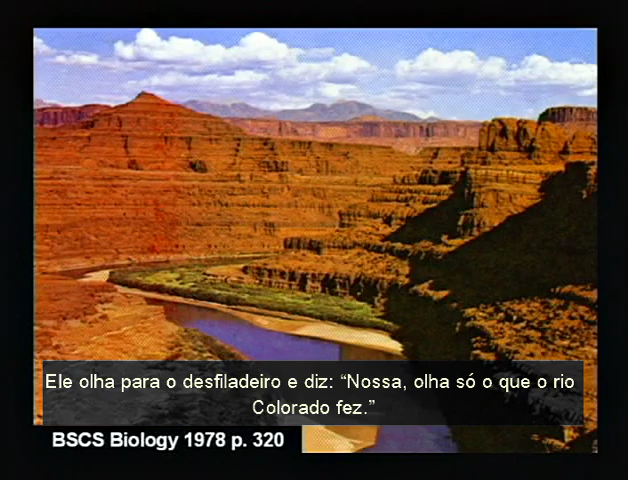 Ele olha para o desfiladeiro e diz: “Nossa, olha só o que o rio
Colorado fez.”
BSCS Biology 1978 p. 320